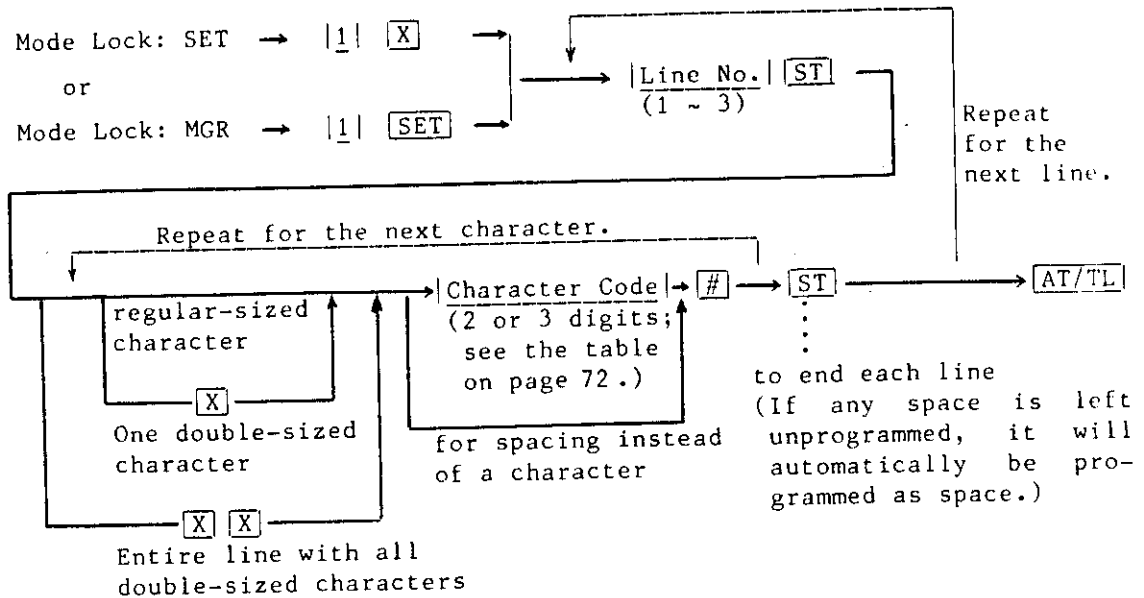 Mode Lock: SET → |1| [X] →
or
Mode Lock: MGR → |1| [SET] →
|Line No.| [ST]
(1 ~ 3)
Repeat
for the
next line.
Repeat for the next character.
regular-sized
character
[X]
One double-sized
character
[X] [X]
Entire line with all
double-sized characters
|Character Code| → [#] → [ST] → [AT/TL]
(2 or 3 digits;
see the table
on page 72.)
for spacing instead
of a character
to end each line
(If any space is left
unprogrammed, it will
automatically be pro-
grammed as space.)